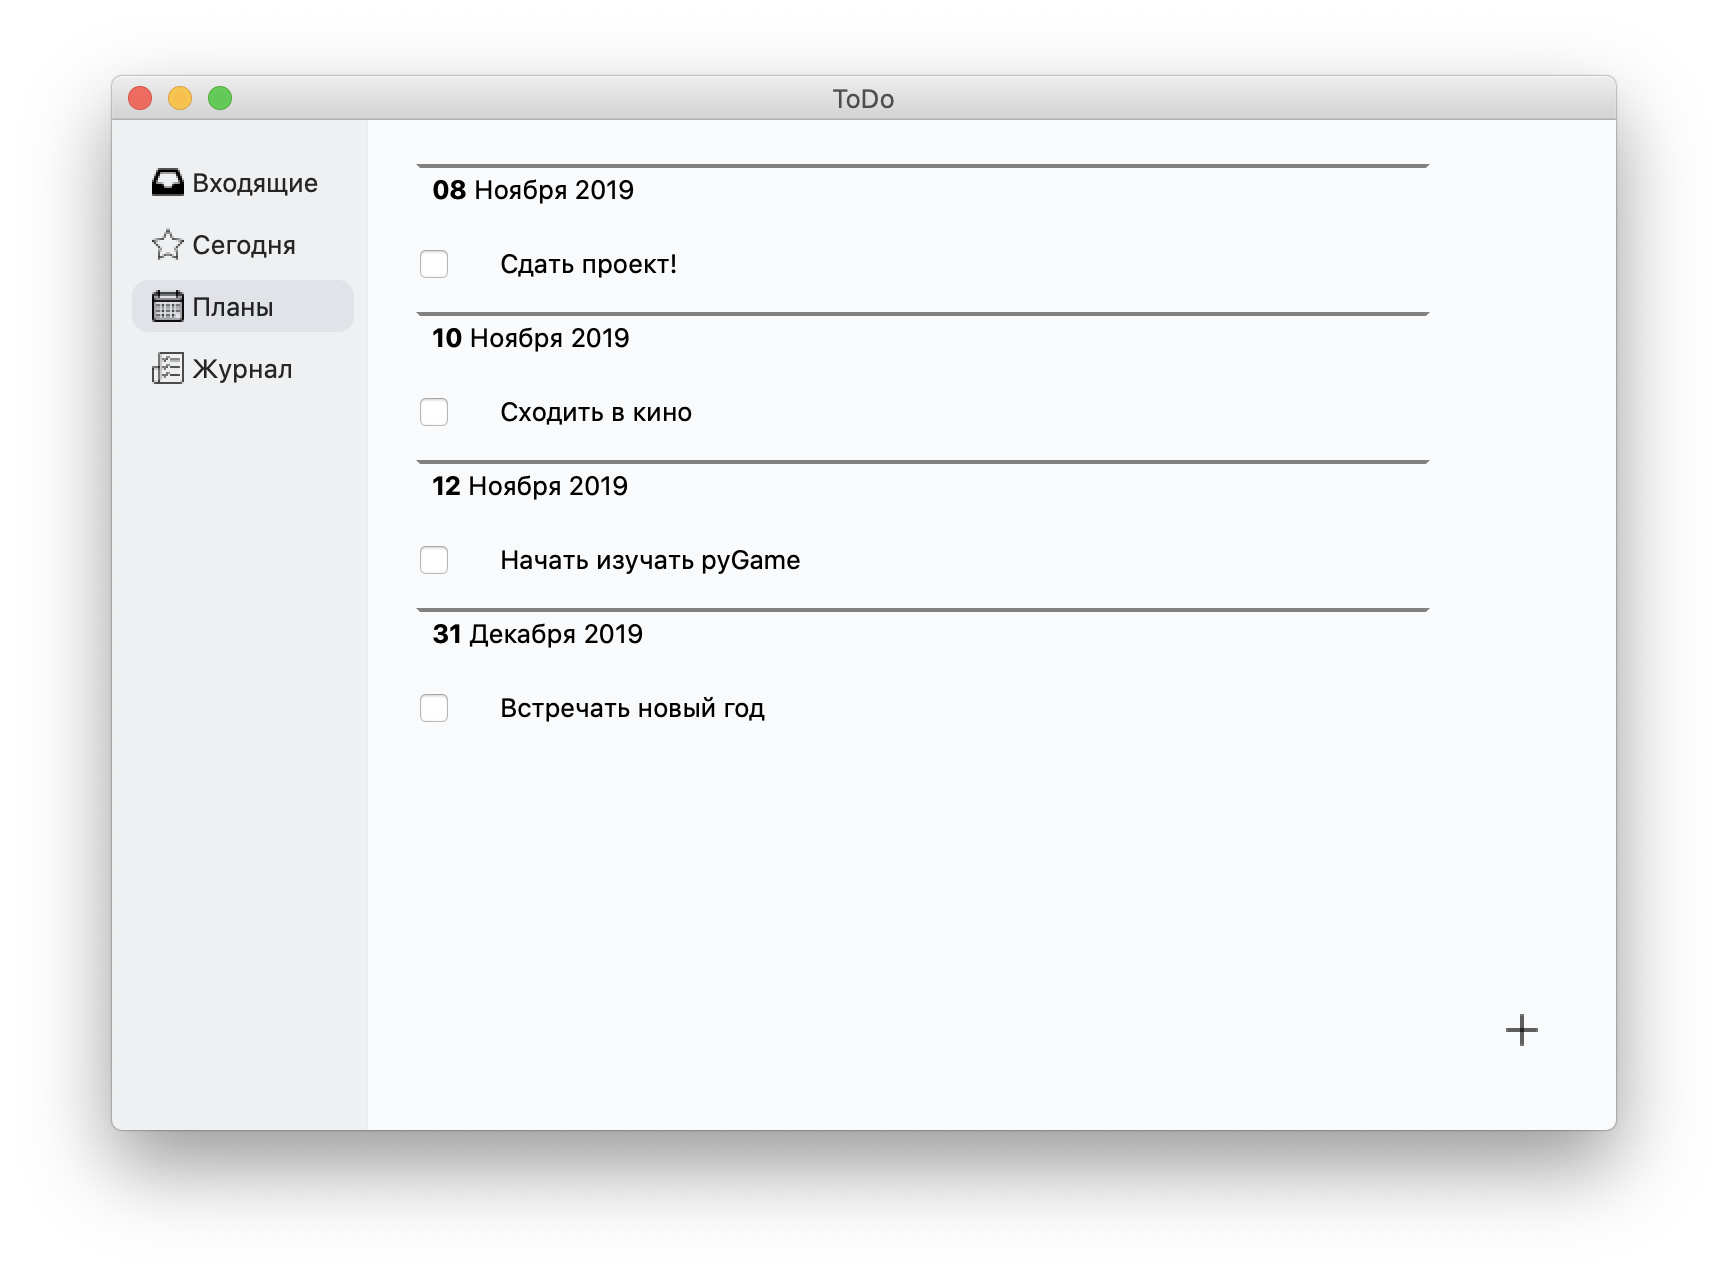 ToDo
Входящие
Сегодня
Планы
Журнал
08 Ноября 2019
Сдать проект!
10 Ноября 2019
Сходить в кино
12 Ноября 2019
Начать изучать pyGame
31 Декабря 2019
Встречать новый год